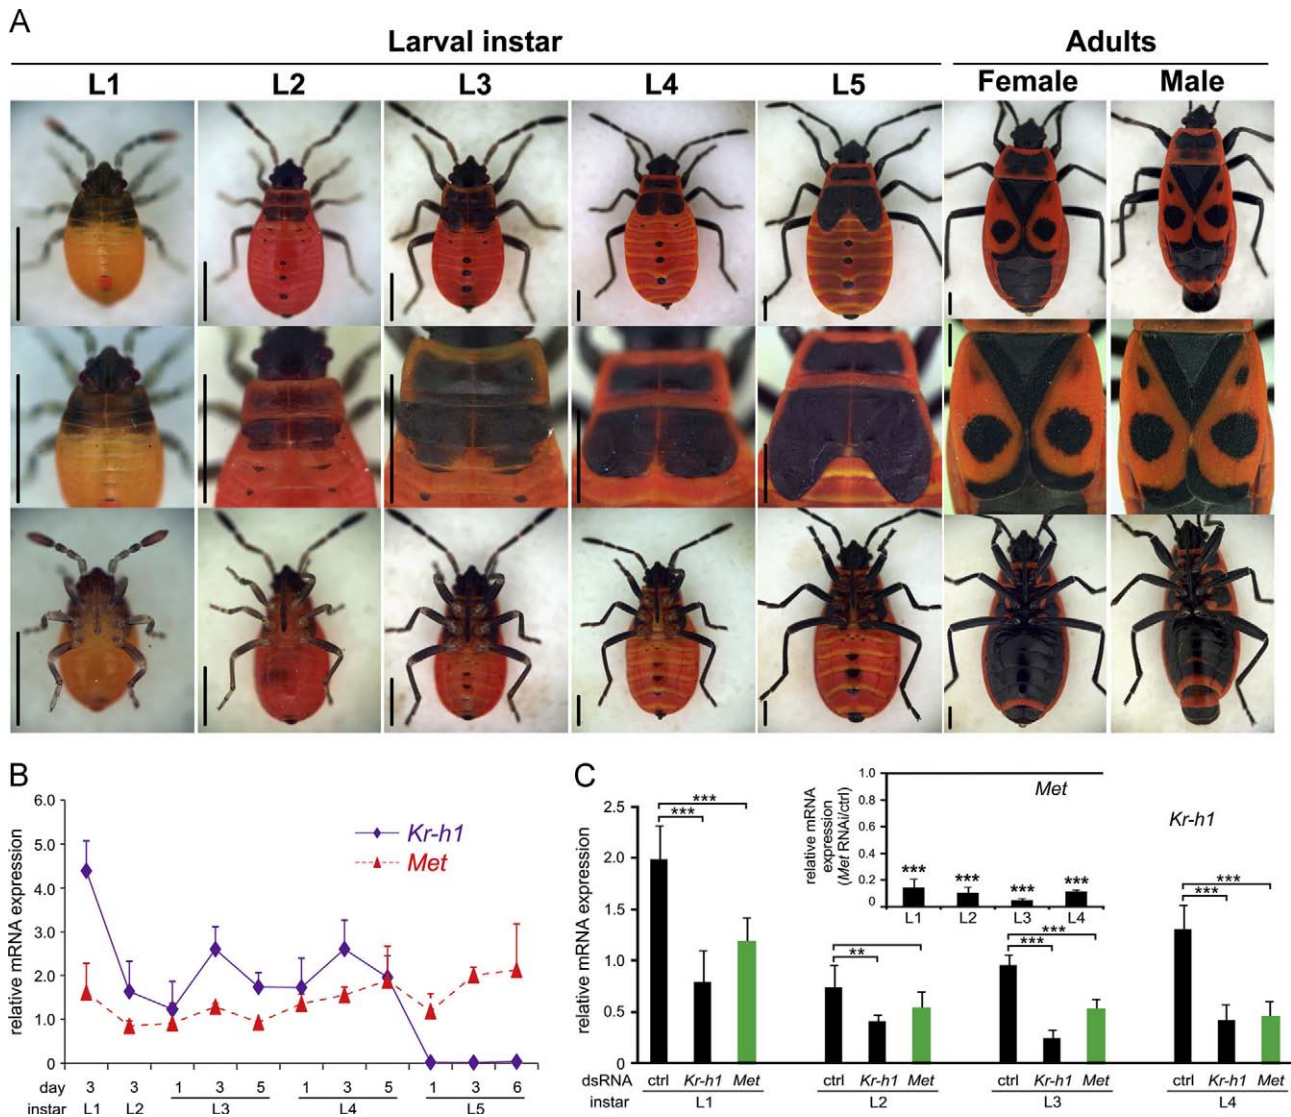 A
Larval instar Adults
L1 L2 L3 L4 L5 Female Male
B
relative mRNA expression
6.0
5.0
4.0
3.0
2.0
1.0
0
Kr-h1
Met
day 3 3 1 3 5 1 3 5 1 3 6
instar L1 L2 L3 L4 L5
C
relative mRNA expression
2.5
2.0
1.5
1.0
0.5
0
*** ***
**
*** ***
*** ***
relative mRNA
expression
(Met RNAi/ctrl)
1.0
0.8
0.6
0.4
0.2
0
Met
*** *** *** ***
L1 L2 L3 L4
Kr-h1
dsRNA ctrl Kr-h1 Met ctrl Kr-h1 Met ctrl Kr-h1 Met ctrl Kr-h1 Met
instar L1 L2 L3 L4